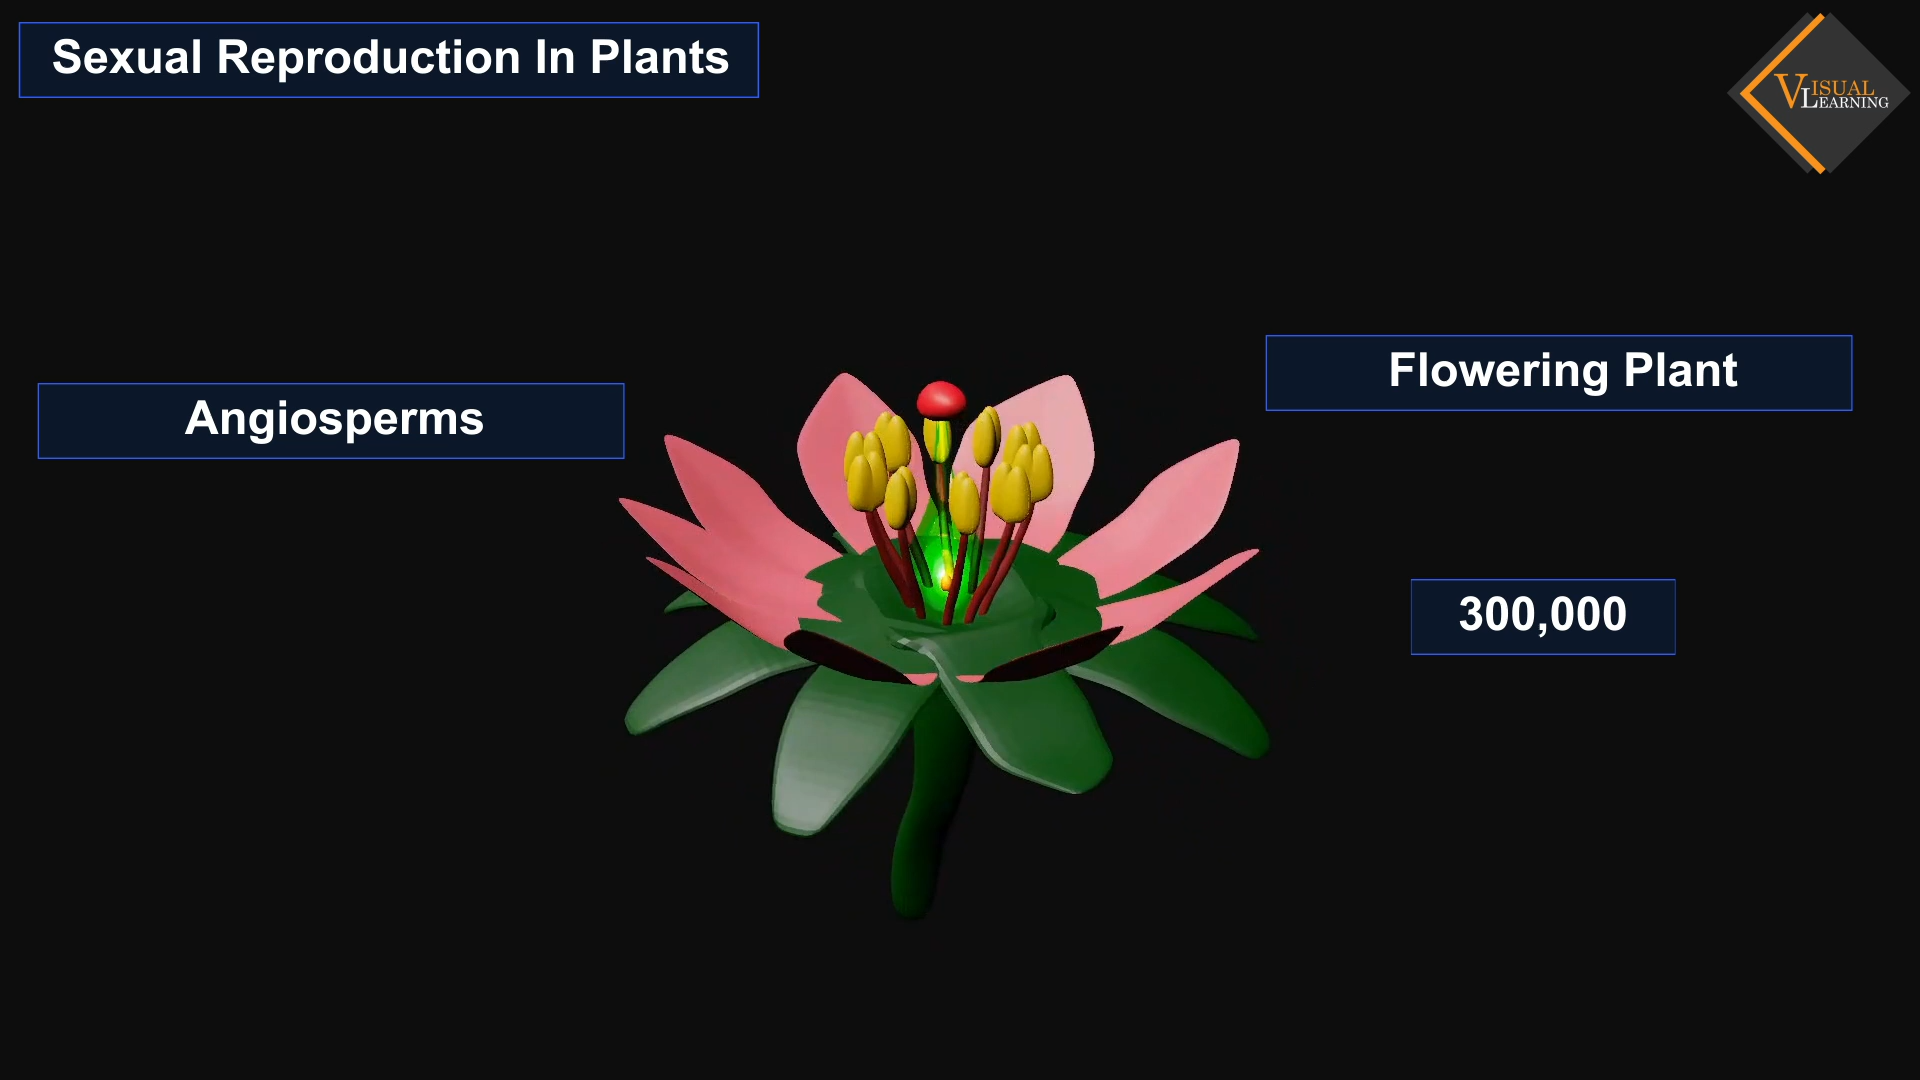 Sexual Reproduction In Plants
VISUAL
LEARNING
Flowering Plant
Angiosperms
300,000